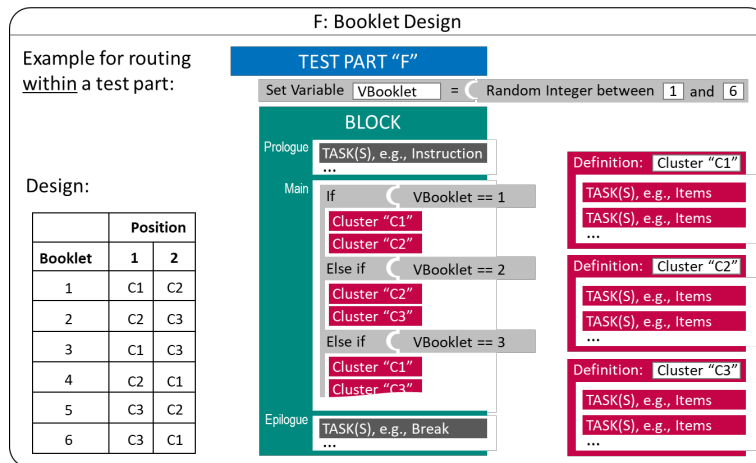 F: Booklet Design
Example for routing
within a test part:
TEST PART “F”
Set Variable VBooklet = Random Integer between 1 and 6
BLOCK
Prologue
TASK(S), e.g., Instruction
...
Main
If VBooklet == 1
Cluster “C1”
Cluster “C2”
Else if VBooklet == 2
Cluster “C2”
Cluster “C3”
Else if VBooklet == 3
Cluster “C1”
Cluster “C3”
Epilogue
TASK(S), e.g., Break
...
Design:
Position
Booklet 1 2
1 C1 C2
2 C2 C3
3 C1 C3
4 C2 C1
5 C3 C2
6 C3 C1
Definition: Cluster “C1”
TASK(S), e.g., Items
TASK(S), e.g., Items
...
Definition: Cluster “C2”
TASK(S), e.g., Items
TASK(S), e.g., Items
...
Definition: Cluster “C3”
TASK(S), e.g., Items
TASK(S), e.g., Items
...